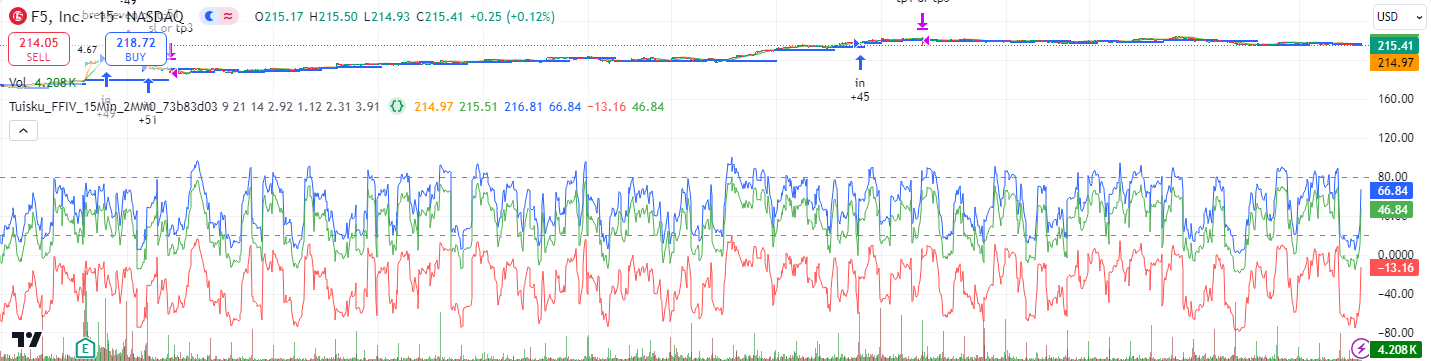 F5, Inc. · 15 · NASDAQ
O215.17 H215.50 L214.93 C215.41 +0.25 (+0.12%)
USD
-49
sl or tp3
214.05
SELL
4.67
218.72
BUY
215.41
214.97
Vol 4.208 K
in
+49
in
+51
in
+45
160.00
Tuisku_FFIV_15Min_2MM0_73b83d03 9 21 14 2.92 1.12 2.31 3.91 214.97 215.51 216.81 66.84 −13.16 46.84
120.00
80.00
66.84
46.84
0.0000
−13.16
−40.00
−80.00
E
4.208 K